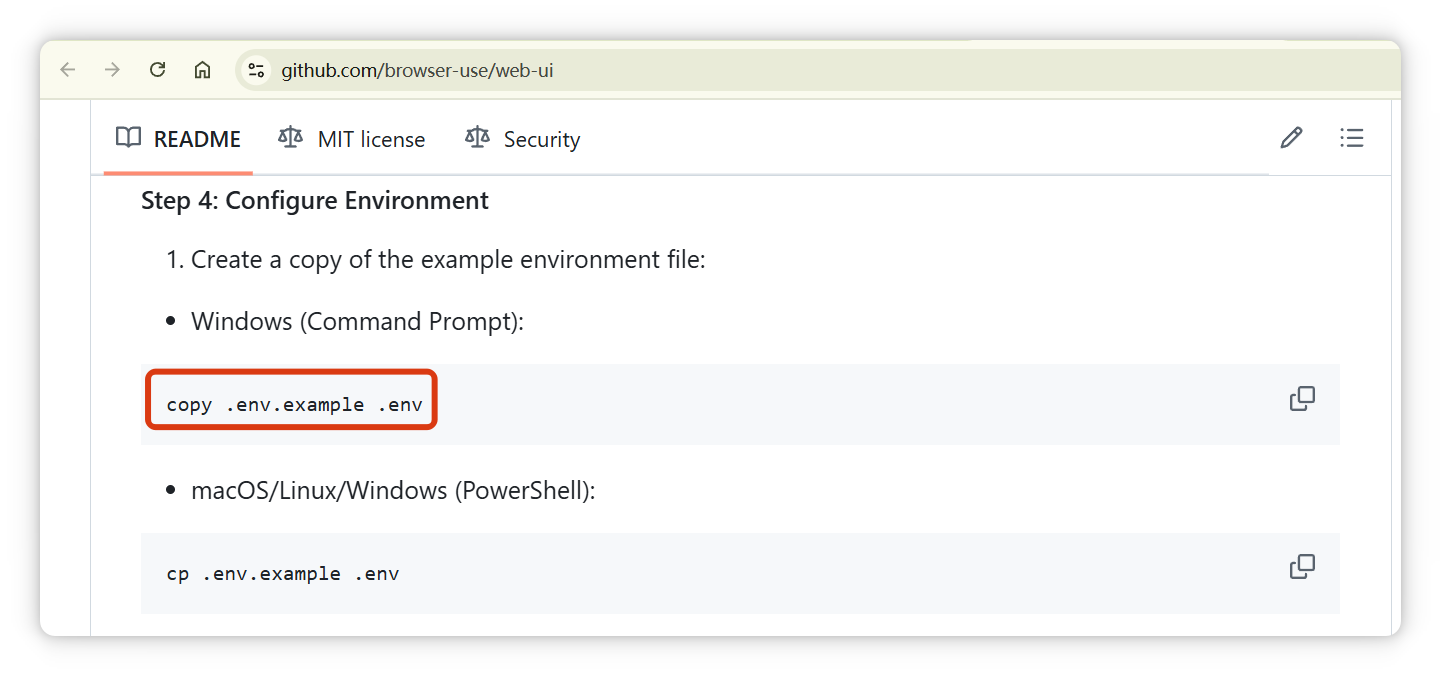 github.com/browser-use/web-ui
README MIT license Security
Step 4: Configure Environment
1. Create a copy of the example environment file:
• Windows (Command Prompt):
copy .env.example .env
• macOS/Linux/Windows (PowerShell):
cp .env.example .env